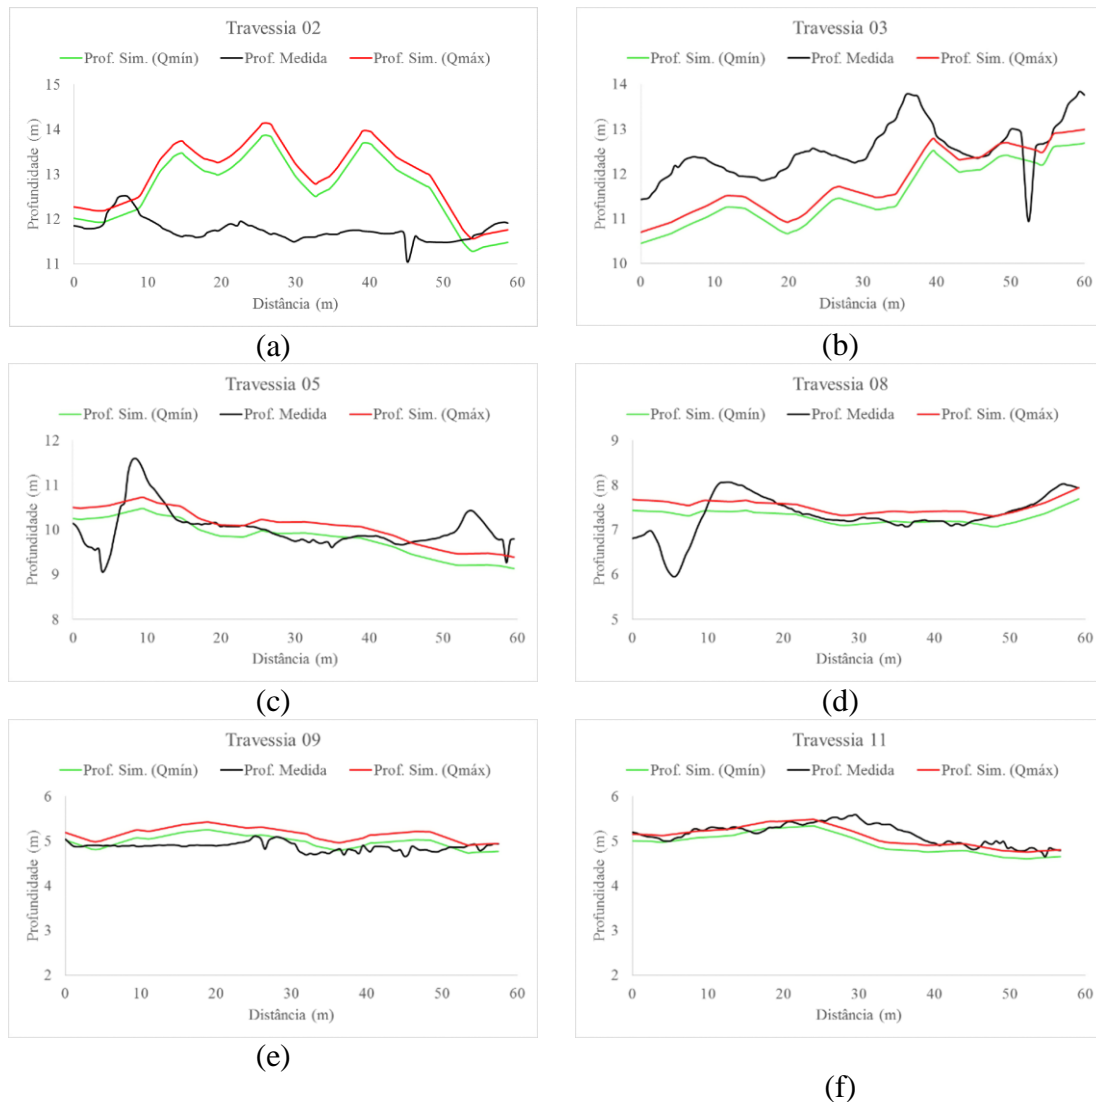 Travessia 02
Prof. Sim. (Qmín) Prof. Medida Prof. Sim. (Qmáx)
15
14
13
12
11
Profundidade (m)
0 10 20 30 40 50 60
Distância (m)
(a)
Travessia 03
Prof. Sim. (Qmín) Prof. Medida Prof. Sim. (Qmáx)
14
13
12
11
10
Profundidade (m)
0 10 20 30 40 50 60
Distância (m)
(b)
Travessia 05
Prof. Sim. (Qmín) Prof. Medida Prof. Sim. (Qmáx)
12
11
10
9
8
Profundidade (m)
0 10 20 30 40 50 60
Distância (m)
(c)
Travessia 08
Prof. Sim. (Qmín) Prof. Medida Prof. Sim. (Qmáx)
9
8
7
6
5
Profundidade (m)
0 10 20 30 40 50 60
Distância (m)
(d)
Travessia 09
Prof. Sim. (Qmín) Prof. Medida Prof. Sim. (Qmáx)
6
5
4
3
2
Profundidade (m)
0 10 20 30 40 50 60
Distância (m)
(e)
Travessia 11
Prof. Sim. (Qmín) Prof. Medida Prof. Sim. (Qmáx)
6
5
4
3
2
Profundidade (m)
0 10 20 30 40 50 60
Distância (m)
(f)